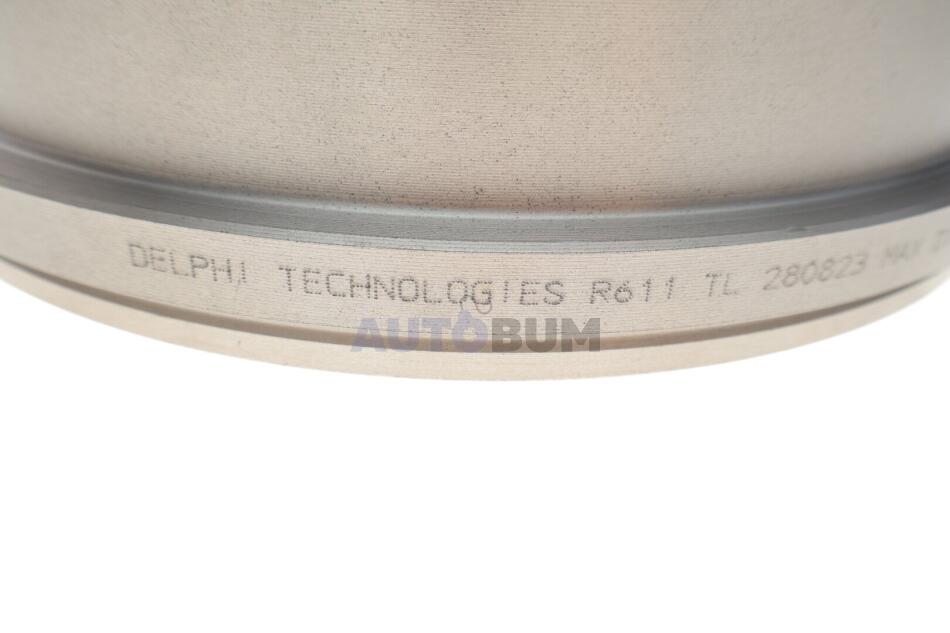 DELPHI TECHNOLOGIES R611 TL 280823 MAX
AUTOBUM